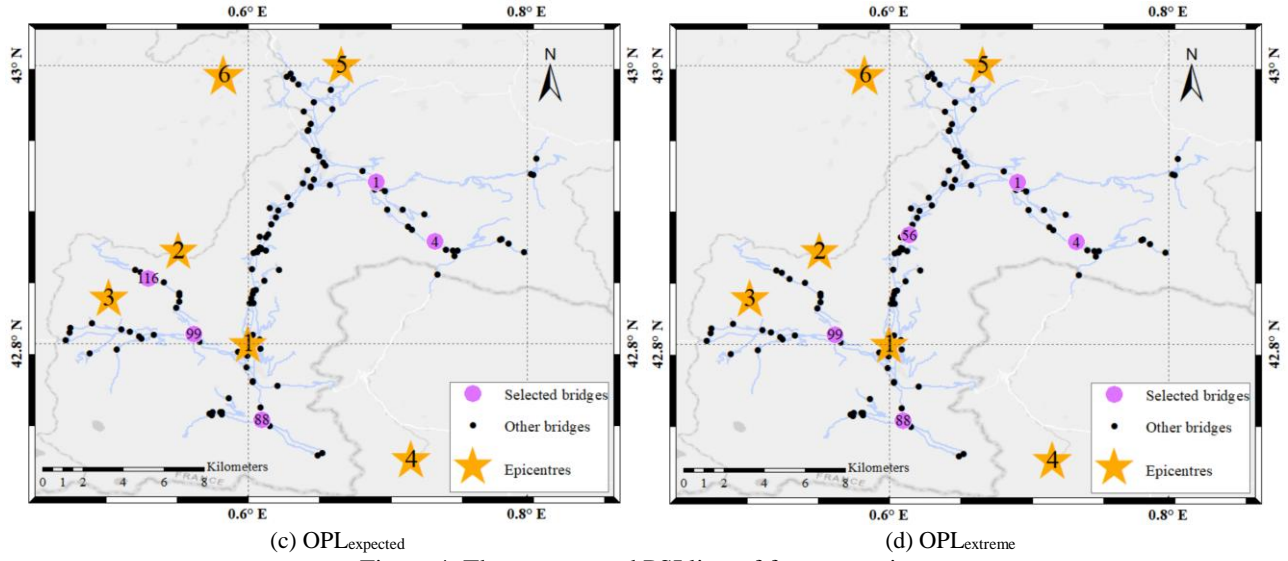 0.6° E 0.8° E 0.6° E 0.8° E
6 5 N 6 5 N
43° N 43° N 43° N
1 1
4 56 4
2 2
116
3 3
99 99
42.8° N 1 42.8° N 1 42.8° N
Selected bridges Selected bridges
88 Other bridges 88 Other bridges
4 Epicentres 4 Epicentres
Kilometers Kilometers
FRANCE FRANCE
0 1 2 4 6 8 0 1 2 4 6 8
0.6° E 0.8° E 0.6° E 0.8° E
(c) OPLexpected (d) OPLextreme